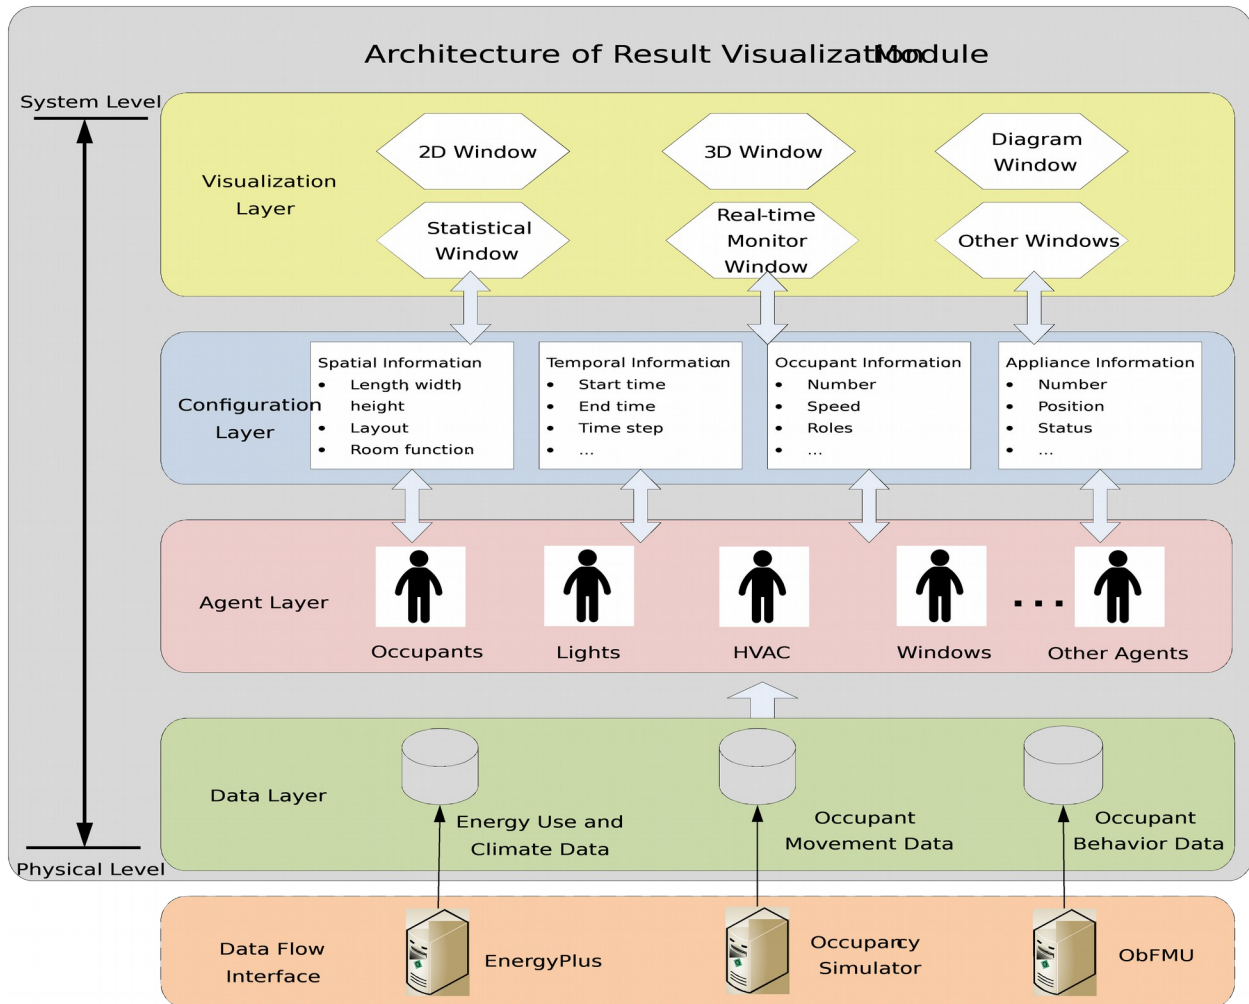 Architecture of Result Visualization Module
System Level
2D Window
3D Window
Diagram
Window
Visualization
Layer
Statistical
Window
Real-time
Monitor
Window
Other Windows
Configuration
Layer
Spatial Information
• Length, width,
height
• Layout
• Room function
Temporal Information
• Start time
• End time
• Time step
• ...
Occupant Information
• Number
• Speed
• Roles
• ...
Appliance Information
• Number
• Position
• Status
• ...
Agent Layer
...
Occupants
Lights
HVAC
Windows
Other Agents
Data Layer
Energy Use and
Climate Data
Occupant
Movement Data
Occupant
Behavior Data
Physical Level
Data Flow
Interface
EnergyPlus
Occupancy
Simulator
ObFMU